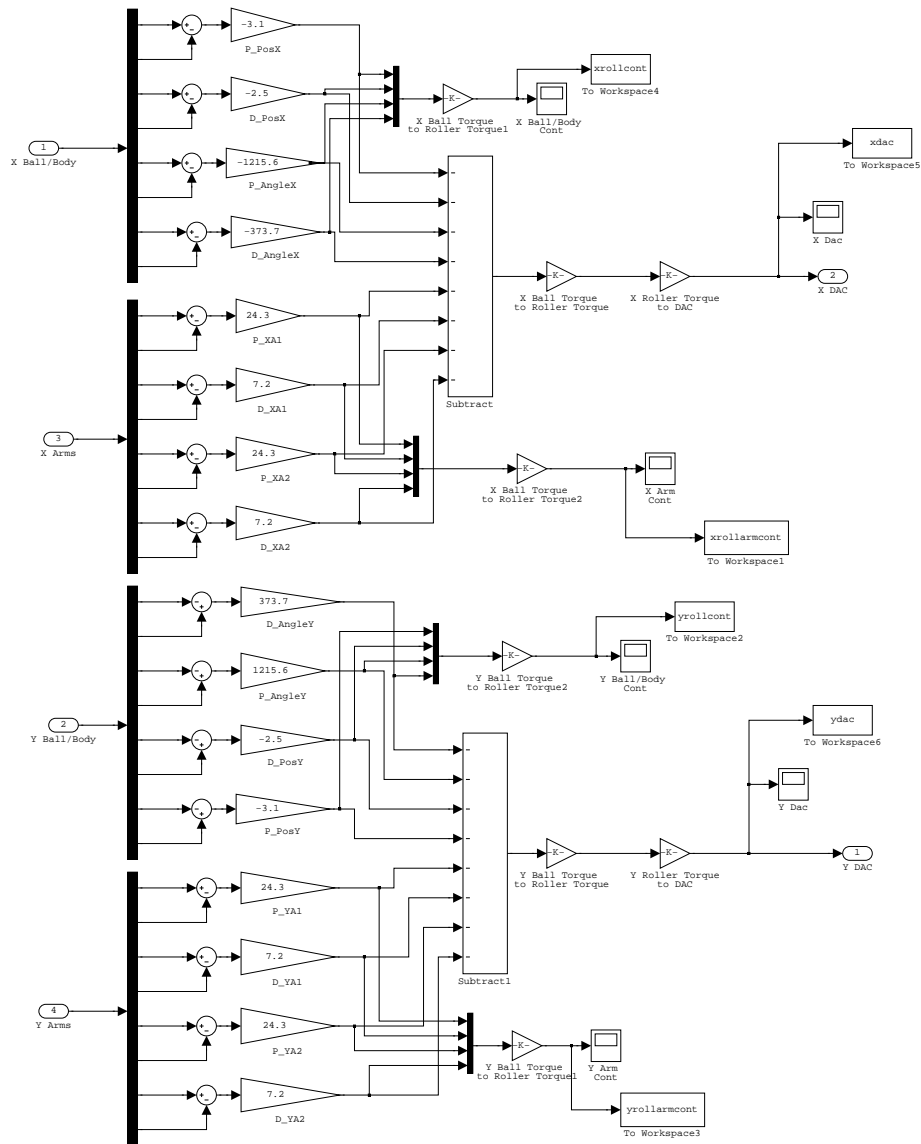 -3.1
P_PosX
xrollcont
To Workspace4
-2.5
D_PosX
-K-
X Ball Torque
to Roller Torque1
X Ball/Body
Cont
1
X Ball/Body
-1215.6
P_AngleX
xdac
To Workspace5
-373.7
D_AngleX
X Dac
-K-
X Ball Torque
to Roller Torque
-K-
X Roller Torque
to DAC
2
X DAC
24.3
P_XA1
7.2
D_XA1
Subtract
3
X Arms
24.3
P_XA2
-K-
X Ball Torque
to Roller Torque2
X Arm
Cont
7.2
D_XA2
xrollarmcont
To Workspace1
373.7
D_AngleY
yrollcont
To Workspace2
1215.6
P_AngleY
-K-
Y Ball Torque
to Roller Torque2
Y Ball/Body
Cont
2
Y Ball/Body
-2.5
D_PosY
ydac
To Workspace6
Y Dac
-3.1
P_PosY
-K-
Y Ball Torque
to Roller Torque
-K-
Y Roller Torque
to DAC
1
Y DAC
24.3
P_YA1
7.2
D_YA1
Subtract1
4
Y Arms
24.3
P_YA2
-K-
Y Ball Torque
to Roller Torque1
Y Arm
Cont
7.2
D_YA2
yrollarmcont
To Workspace3